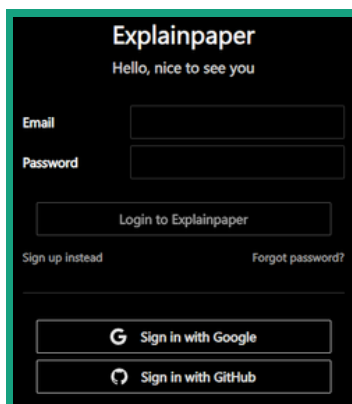 Explainpaper
Hello, nice to see you
Email
Password
Login to Explainpaper
Sign up instead Forgot password?
Sign in with Google
Sign in with GitHub